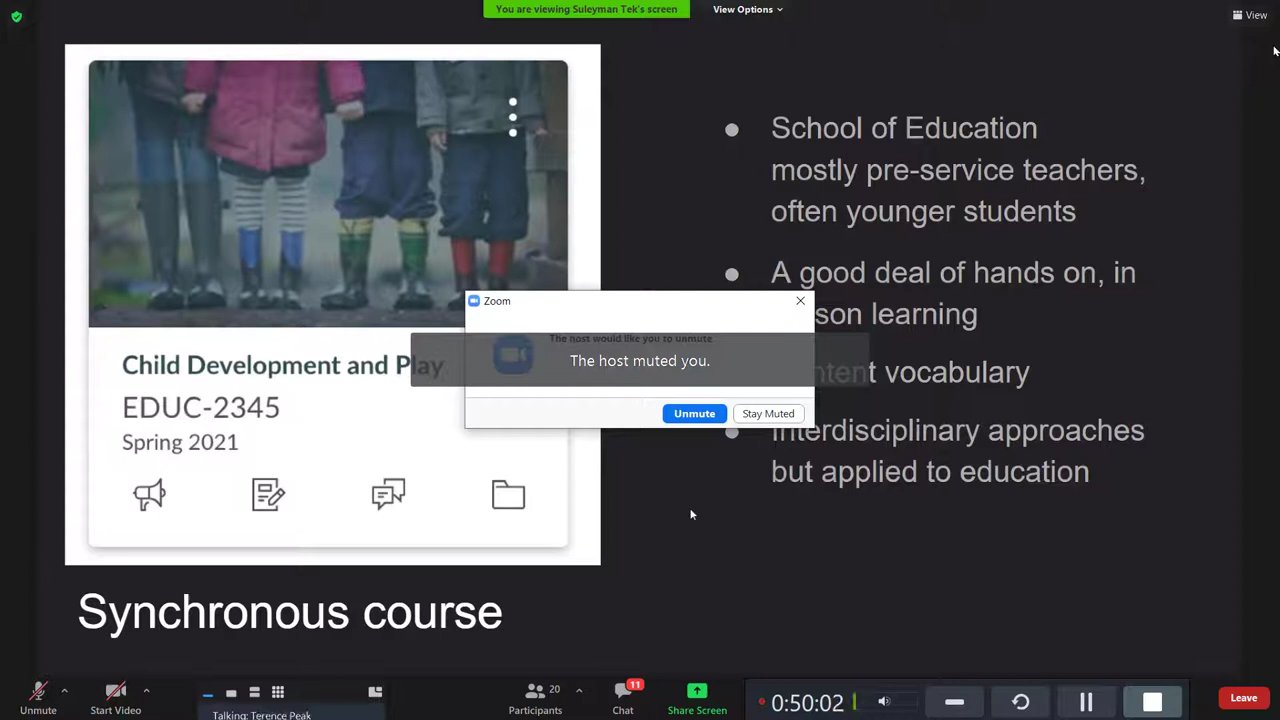 You are viewing Suleyman Tek's screen
View Options
View
School of Education
mostly pre-service teachers,
often younger students
A good deal of hands on, in
son learning
Zoom
The host would like you to unmute
The host muted you.
Unmute
Stay Muted
Child Development and Play
EDUC-2345
Spring 2021
tent vocabulary
Interdisciplinary approaches
but applied to education
Synchronous course
Unmute
Start Video
Talking: Terence Peak
20
Participants
11
Chat
Share Screen
0:50:02
Leave